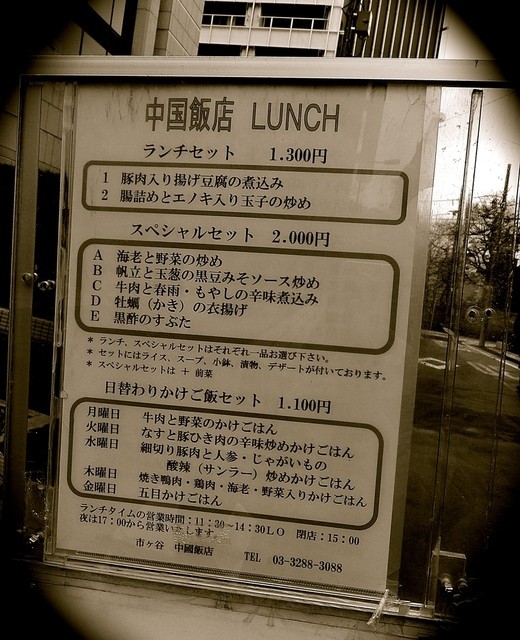 中国飯店 LUNCH
ランチセット 1.300円
1 豚肉入り揚げ豆腐の煮込み
2 腸詰めとエノキ入り玉子の炒め
スペシャルセット 2.000円
A 海老と野菜の炒め
B 帆立と玉葱の黒豆みそソース炒め
C 牛肉と春雨・もやしの辛味煮込み
D 牡蠣（かき）の衣揚げ
E 黒酢のすぶた
* ランチ、スペシャルセットはそれぞれ一品お選び下さい。
* セットにはライス、スープ、小鉢、漬物、デザートが付いております。
* スペシャルセットは + 前菜
日替わりかけご飯セット 1.100円
月曜日 牛肉と野菜のかけごはん
火曜日 なすと豚ひき肉の辛味炒めかけごはん
水曜日 細切り豚肉と人参・じゃがいもの
酸辣（サンラー）炒めかけごはん
木曜日 焼き鴨肉・鶏肉・海老・野菜入りかけごはん
金曜日 五目かけごはん
ランチタイムの営業時間：11：30～14：30LO 閉店：15：00
夜は17：00から営業いたします。
市ヶ谷 中國飯店 TEL 03-3288-3088